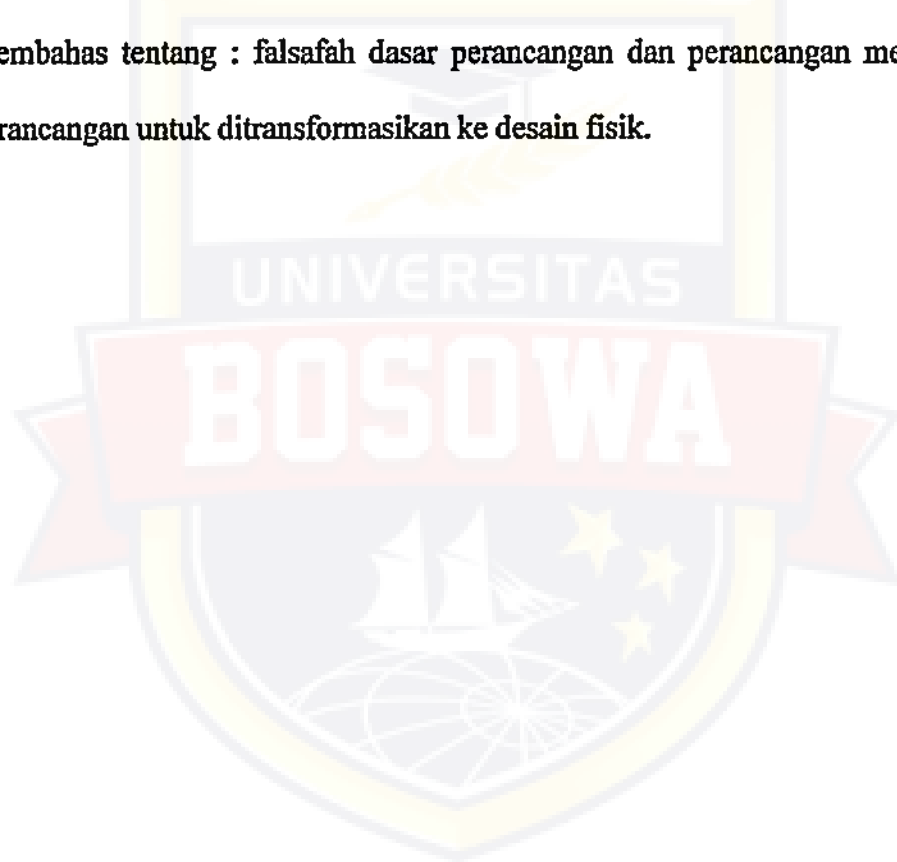 embahas tentang : falsafah dasar perancangan dan perancangan me
rancangan untuk ditransformasikan ke desain fisik.
UNIVERSITAS
BOSOWA